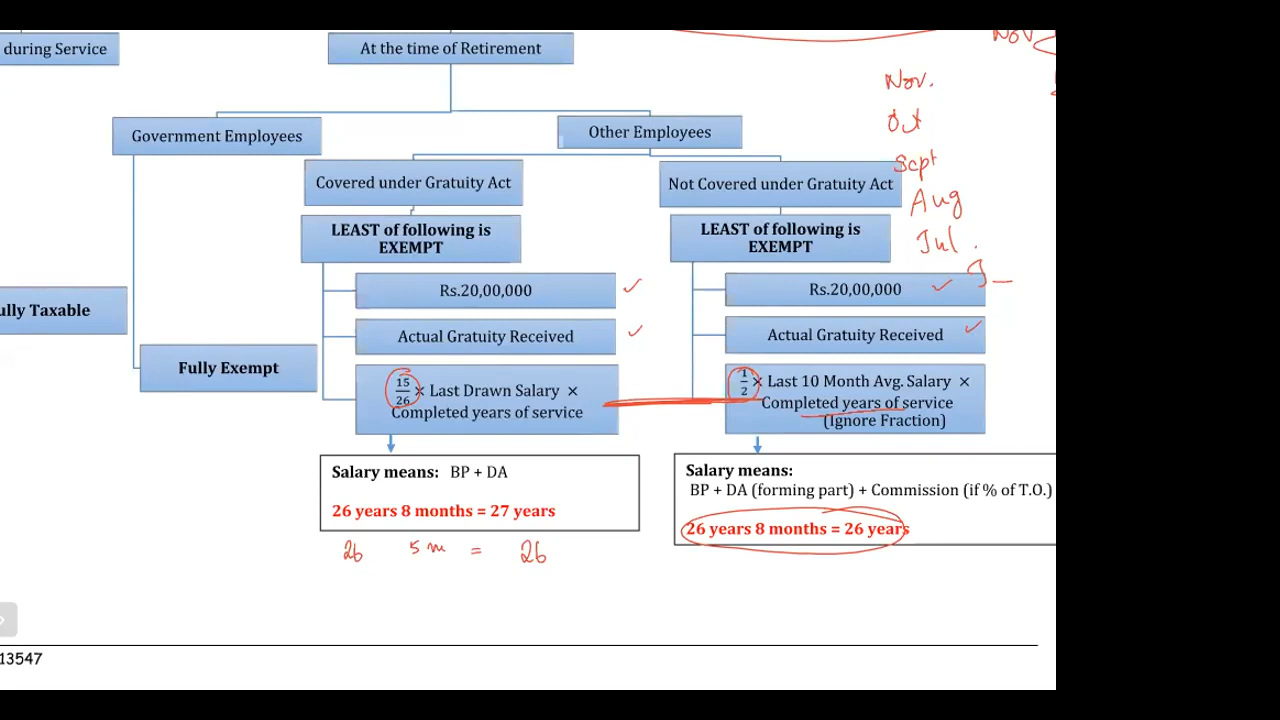 during Service
At the time of Retirement
Nov
Nov.
Oct
Government Employees
Other Employees
Sept
Covered under Gratuity Act
Not Covered under Gratuity Act
Aug
LEAST of following is
EXEMPT
LEAST of following is
EXEMPT
Jul.
Rs.20,00,000
Rs.20,00,000
ully Taxable
Actual Gratuity Received
Actual Gratuity Received
Fully Exempt
15/26 × Last Drawn Salary ×
Completed years of service
1/2 × Last 10 Month Avg. Salary ×
Completed years of service
(Ignore Fraction)
Salary means: BP + DA
26 years 8 months = 27 years
26 5 m = 26
Salary means:
BP + DA (forming part) + Commission (if % of T.O.)
26 years 8 months = 26 years
13547